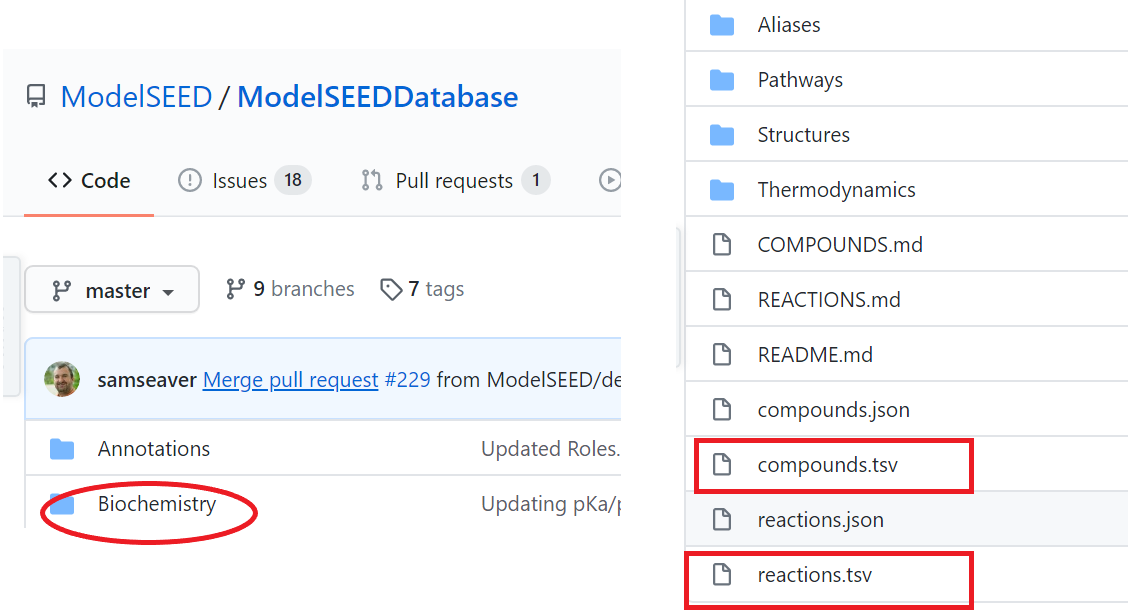 ModelSEED / ModelSEEDDatabase
<> Code Issues 18 Pull requests 1
master 9 branches 7 tags
samseaver Merge pull request #229 from ModelSEED/de
Annotations Updated Roles.
Biochemistry Updating pKa/p
Aliases
Pathways
Structures
Thermodynamics
COMPOUNDS.md
REACTIONS.md
README.md
compounds.json
compounds.tsv
reactions.json
reactions.tsv